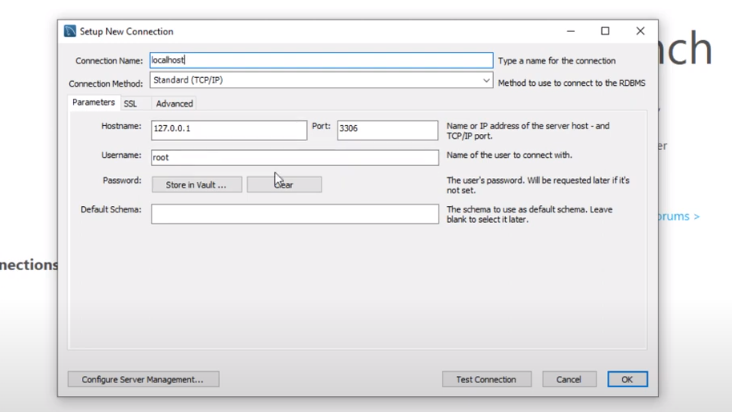 Setup New Connection
nch
Connection Name: localhost Type a name for the connection
Connection Method: Standard (TCP/IP) Method to use to connect to the RDBMS
Parameters SSL Advanced
Hostname: 127.0.0.1 Port: 3306 Name or IP address of the server host - and
TCP/IP port.
er
Username: root Name of the user to connect with.
Password: Store in Vault ... Clear The user's password. Will be requested later if it's
not set.
Default Schema: The schema to use as default schema. Leave
blank to select it later.
orums >
nnections
Configure Server Management... Test Connection Cancel OK